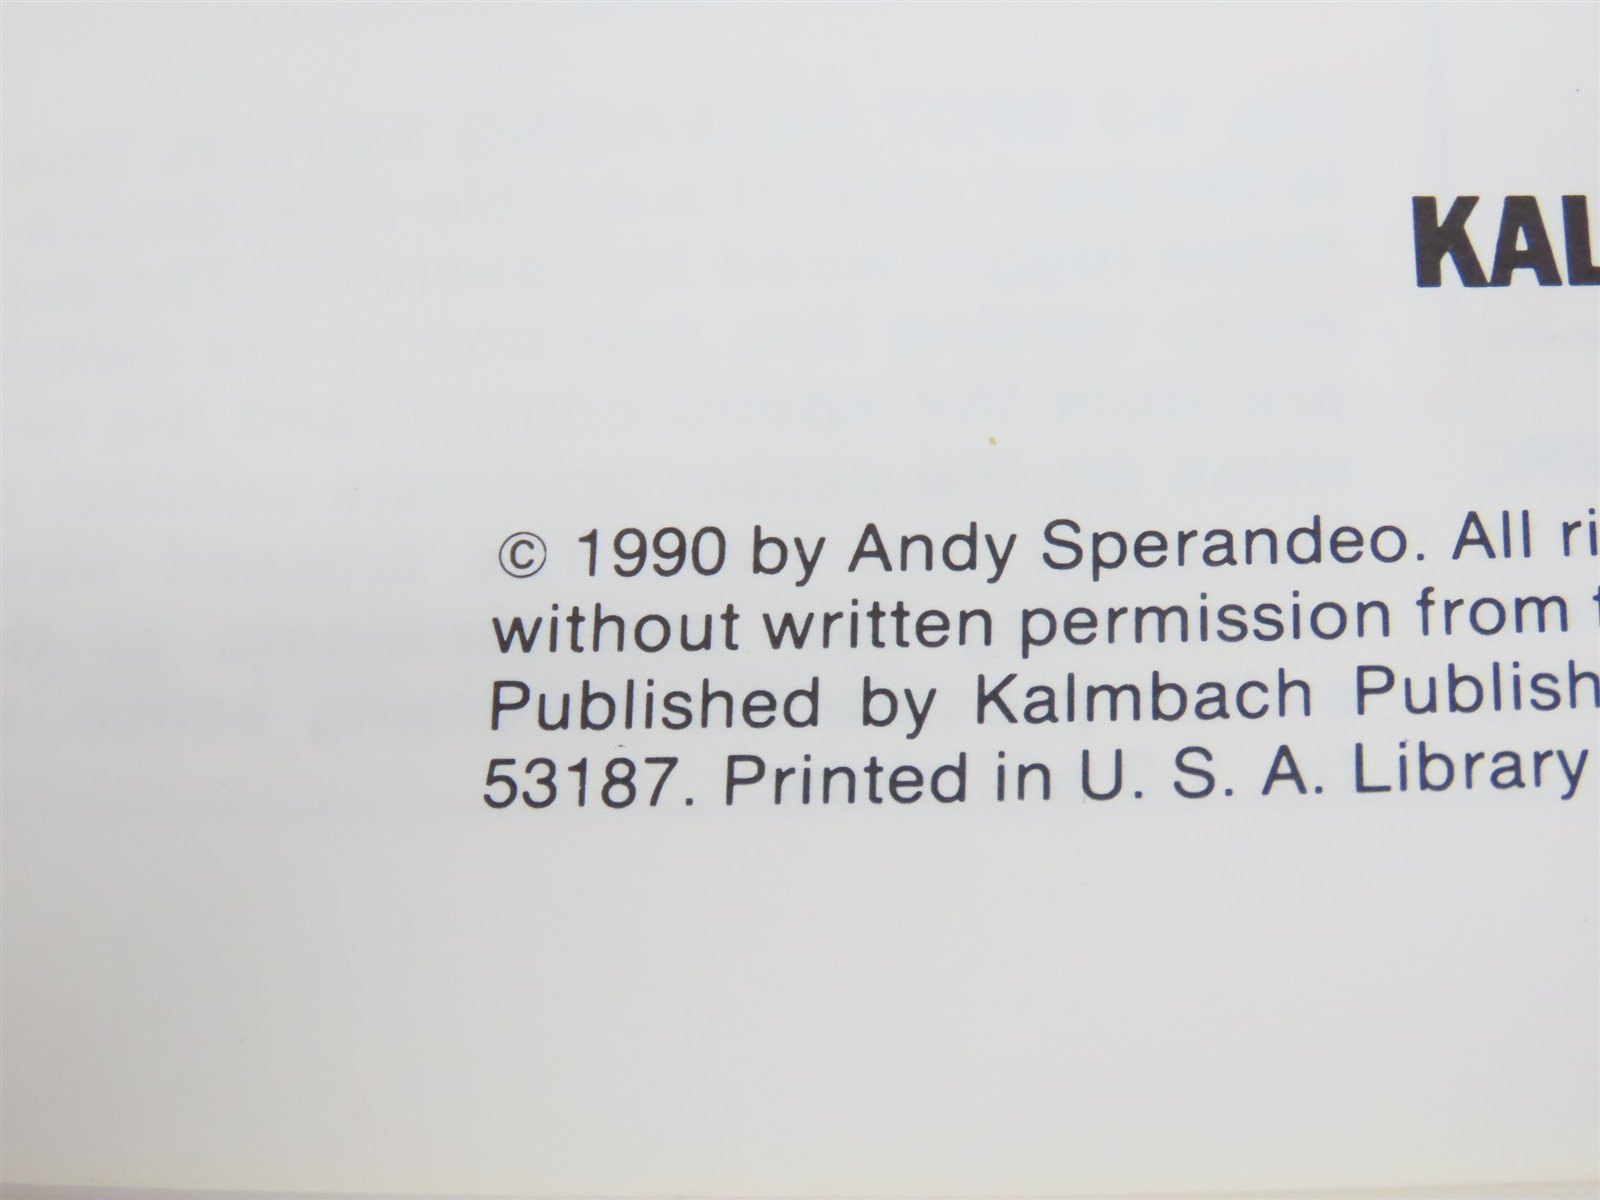 KAL
© 1990 by Andy Sperandeo. All ri
without written permission from
Published by Kalmbach Publish
53187. Printed in U. S. A. Library